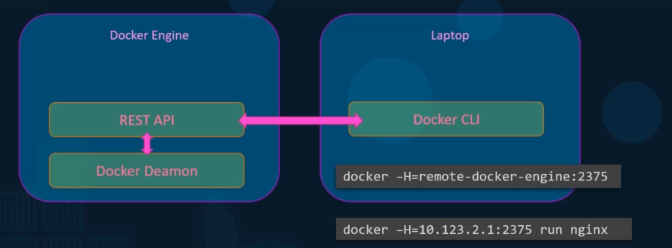 Docker Engine
Laptop
REST API
Docker CLI
Docker Deamon
docker –H=remote-docker-engine:2375
docker –H=10.123.2.1:2375 run nginx